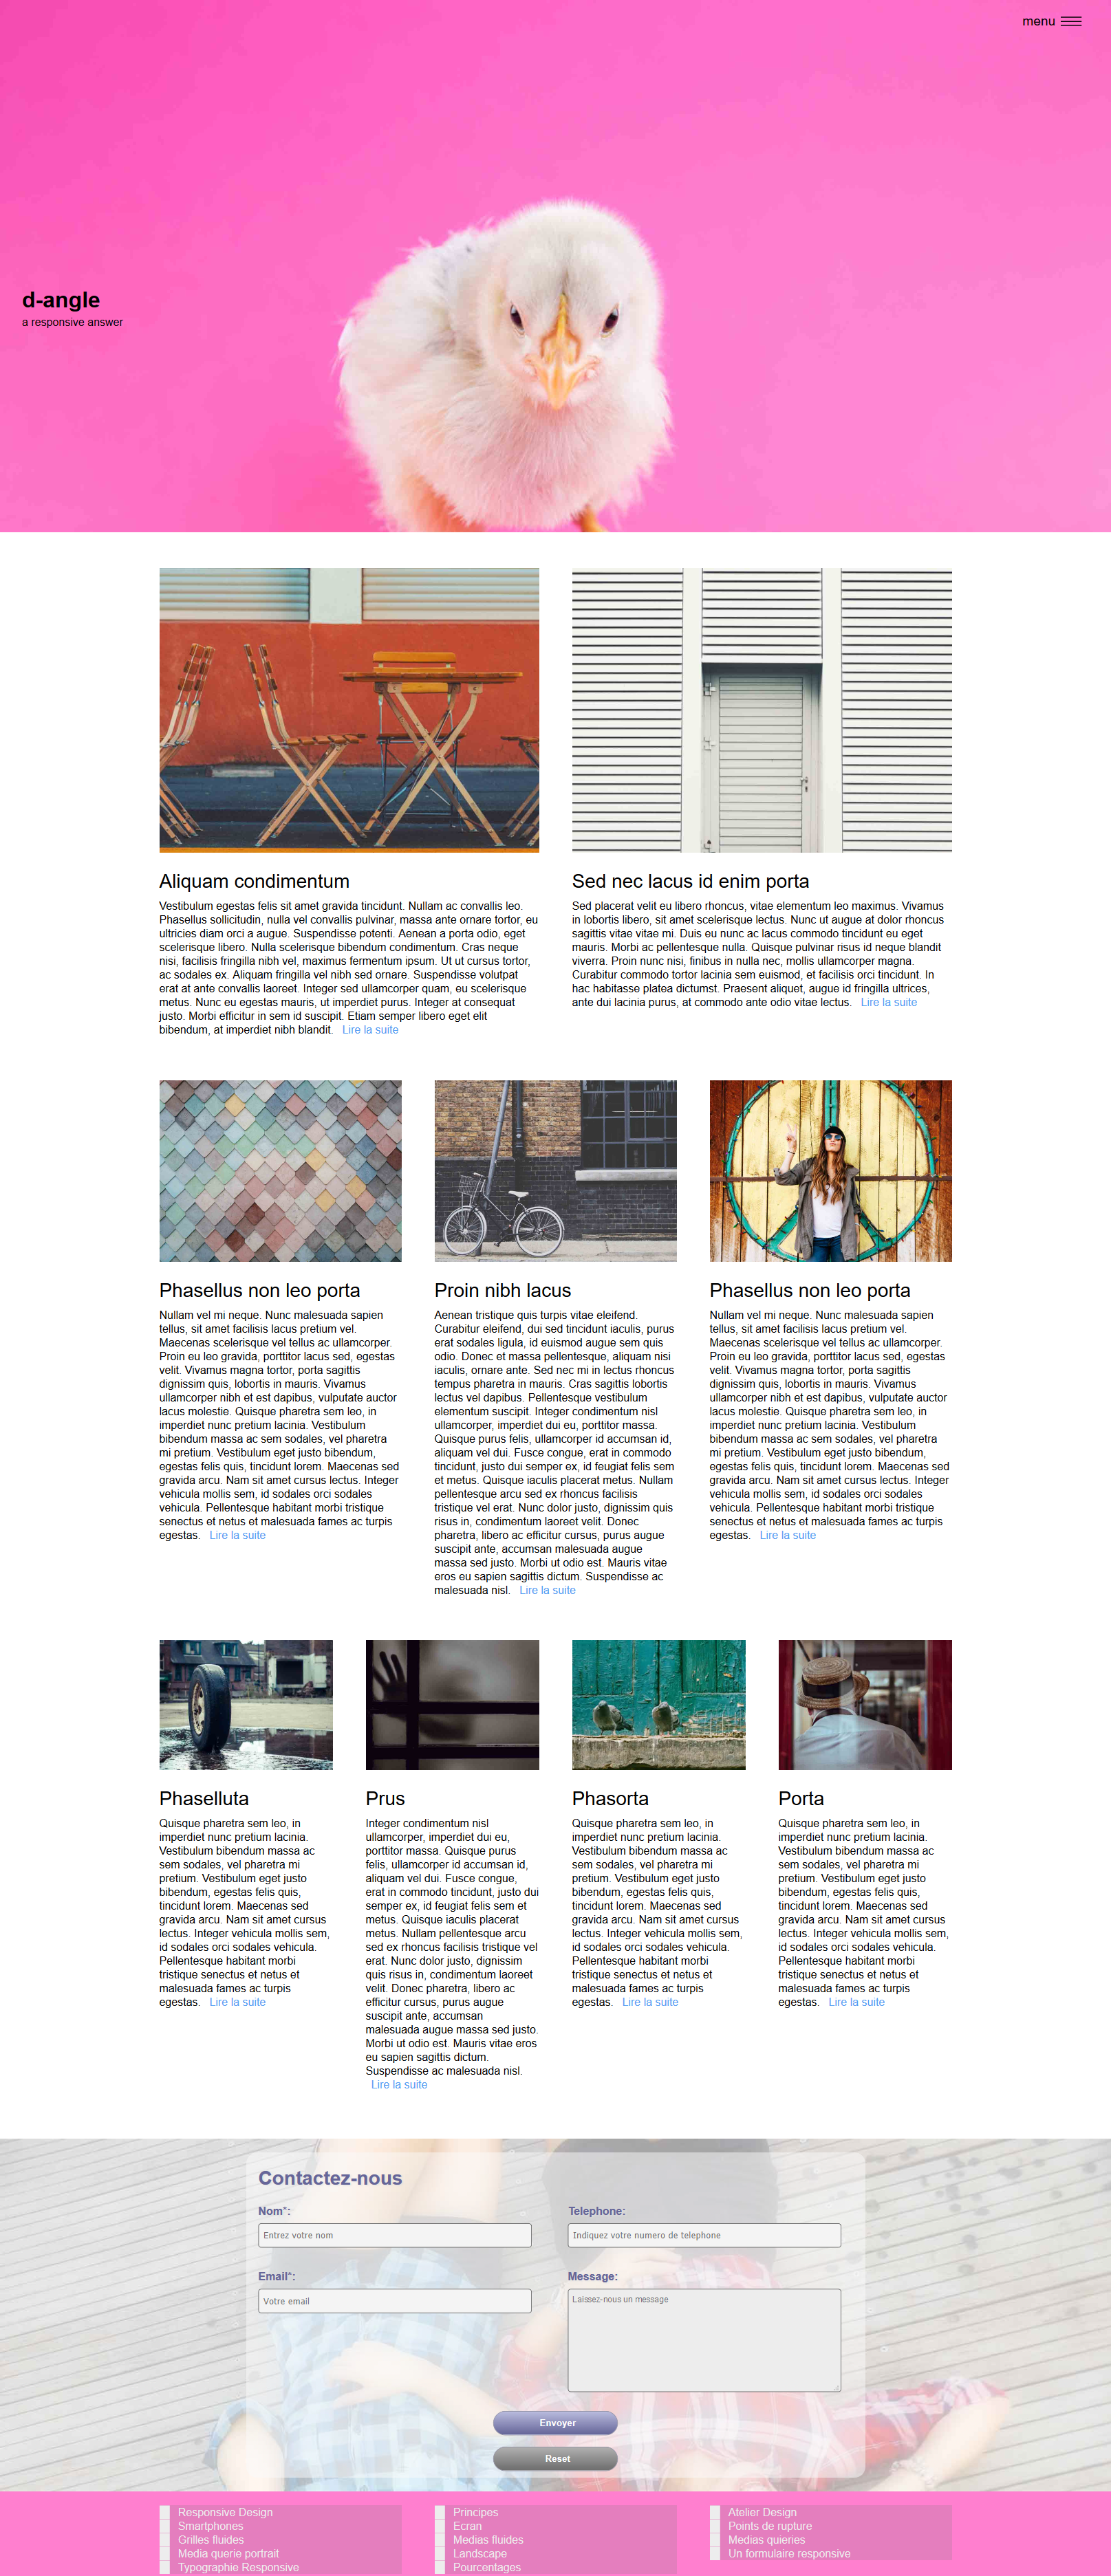 menu
d-angle
a responsive answer
Aliquam condimentum
Vestibulum egestas felis sit amet gravida tincidunt. Nullam ac convallis leo.
Phasellus sollicitudin, nulla vel convallis pulvinar, massa ante ornare tortor, eu
ultricies diam orci a augue. Suspendisse potenti. Aenean a porta odio, eget
scelerisque libero. Nulla scelerisque bibendum condimentum. Cras neque
nisi, facilisis fringilla nibh vel, maximus fermentum ipsum. Ut ut cursus tortor,
ac sodales ex. Aliquam fringilla vel nibh sed ornare. Suspendisse volutpat
erat at ante convallis laoreet. Integer sed ullamcorper quam, eu scelerisque
metus. Nunc eu egestas mauris, ut imperdiet purus. Integer at consequat
justo. Morbi efficitur in sem id suscipit. Etiam semper libero eget elit
bibendum, at imperdiet nibh blandit. Lire la suite
Sed nec lacus id enim porta
Sed placerat velit eu libero rhoncus, vitae elementum leo maximus. Vivamus
in lobortis libero, sit amet scelerisque lectus. Nunc ut augue at dolor rhoncus
sagittis vitae vitae mi. Duis eu nunc ac lacus commodo tincidunt eu eget
mauris. Morbi ac pellentesque nulla. Quisque pulvinar risus id neque blandit
viverra. Proin nunc nisi, finibus in nulla nec, mollis ullamcorper magna.
Curabitur commodo tortor lacinia sem euismod, et facilisis orci tincidunt. In
hac habitasse platea dictumst. Praesent aliquet, augue id fringilla ultrices,
ante dui lacinia purus, at commodo ante odio vitae lectus. Lire la suite
Phasellus non leo porta
Nullam vel mi neque. Nunc malesuada sapien
tellus, sit amet facilisis lacus pretium vel.
Maecenas scelerisque vel tellus ac ullamcorper.
Proin eu leo gravida, porttitor lacus sed, egestas
velit. Vivamus magna tortor, porta sagittis
dignissim quis, lobortis in mauris. Vivamus
ullamcorper nibh et est dapibus, vulputate auctor
lacus molestie. Quisque pharetra sem leo, in
imperdiet nunc pretium lacinia. Vestibulum
bibendum massa ac sem sodales, vel pharetra
mi pretium. Vestibulum eget justo bibendum,
egestas felis quis, tincidunt lorem. Maecenas sed
gravida arcu. Nam sit amet cursus lectus. Integer
vehicula mollis sem, id sodales orci sodales
vehicula. Pellentesque habitant morbi tristique
senectus et netus et malesuada fames ac turpis
egestas. Lire la suite
Proin nibh lacus
Aenean tristique quis turpis vitae eleifend.
Curabitur eleifend, dui sed tincidunt iaculis, purus
erat sodales ligula, id euismod augue sem quis
odio. Donec et massa pellentesque, aliquam nisi
iaculis, ornare ante. Sed nec mi in lectus rhoncus
tempus pharetra in mauris. Cras sagittis lobortis
lectus vel dapibus. Pellentesque vestibulum
elementum suscipit. Integer condimentum nisl
ullamcorper, imperdiet dui eu, porttitor massa.
Quisque purus felis, ullamcorper id accumsan id,
aliquam vel dui. Fusce congue, erat in commodo
tincidunt, justo dui semper ex, id feugiat felis sem
et metus. Quisque iaculis placerat metus. Nullam
pellentesque arcu sed ex rhoncus facilisis
tristique vel erat. Nunc dolor justo, dignissim quis
risus in, condimentum laoreet velit. Donec
pharetra, libero ac efficitur cursus, purus augue
suscipit ante, accumsan malesuada augue
massa sed justo. Morbi ut odio est. Mauris vitae
eros eu sapien sagittis dictum. Suspendisse ac
malesuada nisl. Lire la suite
Phasellus non leo porta
Nullam vel mi neque. Nunc malesuada sapien
tellus, sit amet facilisis lacus pretium vel.
Maecenas scelerisque vel tellus ac ullamcorper.
Proin eu leo gravida, porttitor lacus sed, egestas
velit. Vivamus magna tortor, porta sagittis
dignissim quis, lobortis in mauris. Vivamus
ullamcorper nibh et est dapibus, vulputate auctor
lacus molestie. Quisque pharetra sem leo, in
imperdiet nunc pretium lacinia. Vestibulum
bibendum massa ac sem sodales, vel pharetra
mi pretium. Vestibulum eget justo bibendum,
egestas felis quis, tincidunt lorem. Maecenas sed
gravida arcu. Nam sit amet cursus lectus. Integer
vehicula mollis sem, id sodales orci sodales
vehicula. Pellentesque habitant morbi tristique
senectus et netus et malesuada fames ac turpis
egestas. Lire la suite
Phaselluta
Quisque pharetra sem leo, in
imperdiet nunc pretium lacinia.
Vestibulum bibendum massa ac
sem sodales, vel pharetra mi
pretium. Vestibulum eget justo
bibendum, egestas felis quis,
tincidunt lorem. Maecenas sed
gravida arcu. Nam sit amet cursus
lectus. Integer vehicula mollis sem,
id sodales orci sodales vehicula.
Pellentesque habitant morbi
tristique senectus et netus et
malesuada fames ac turpis
egestas. Lire la suite
Prus
Integer condimentum nisl
ullamcorper, imperdiet dui eu,
porttitor massa. Quisque purus
felis, ullamcorper id accumsan id,
aliquam vel dui. Fusce congue,
erat in commodo tincidunt, justo dui
semper ex, id feugiat felis sem et
metus. Quisque iaculis placerat
metus. Nullam pellentesque arcu
sed ex rhoncus facilisis tristique vel
erat. Nunc dolor justo, dignissim
quis risus in, condimentum laoreet
velit. Donec pharetra, libero ac
efficitur cursus, purus augue
suscipit ante, accumsan
malesuada augue massa sed justo.
Morbi ut odio est. Mauris vitae eros
eu sapien sagittis dictum.
Suspendisse ac malesuada nisl.
Lire la suite
Phasorta
Quisque pharetra sem leo, in
imperdiet nunc pretium lacinia.
Vestibulum bibendum massa ac
sem sodales, vel pharetra mi
pretium. Vestibulum eget justo
bibendum, egestas felis quis,
tincidunt lorem. Maecenas sed
gravida arcu. Nam sit amet cursus
lectus. Integer vehicula mollis sem,
id sodales orci sodales vehicula.
Pellentesque habitant morbi
tristique senectus et netus et
malesuada fames ac turpis
egestas. Lire la suite
Porta
Quisque pharetra sem leo, in
imperdiet nunc pretium lacinia.
Vestibulum bibendum massa ac
sem sodales, vel pharetra mi
pretium. Vestibulum eget justo
bibendum, egestas felis quis,
tincidunt lorem. Maecenas sed
gravida arcu. Nam sit amet cursus
lectus. Integer vehicula mollis sem,
id sodales orci sodales vehicula.
Pellentesque habitant morbi
tristique senectus et netus et
malesuada fames ac turpis
egestas. Lire la suite
Contactez-nous
Nom*:
Entrez votre nom
Telephone:
Indiquez votre numero de telephone
Email*:
Votre email
Message:
Laissez-nous un message
Envoyer
Reset
Responsive Design
Smartphones
Grilles fluides
Media querie portrait
Typographie Responsive
Principes
Ecran
Medias fluides
Landscape
Pourcentages
Atelier Design
Points de rupture
Medias quieries
Un formulaire responsive